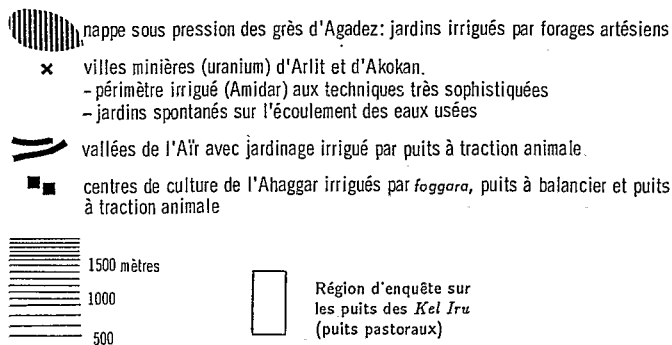 nappe sous pression des grès d'Agadez: jardins irrigués par forages artésiens
villes minières (uranium) d'Arlit et d'Akokan.
– périmètre irrigué (Amidar) aux techniques très sophistiquées
– jardins spontanés sur l'écoulement des eaux usées
vallées de l'Aïr avec jardinage irrigué par puits à traction animale.
centres de culture de l'Ahaggar irrigués par foggara, puits à balancier et puits
à traction animale
1500 mètres
1000
500
Région d'enquête sur
les puits des Kel Iru
(puits pastoraux)